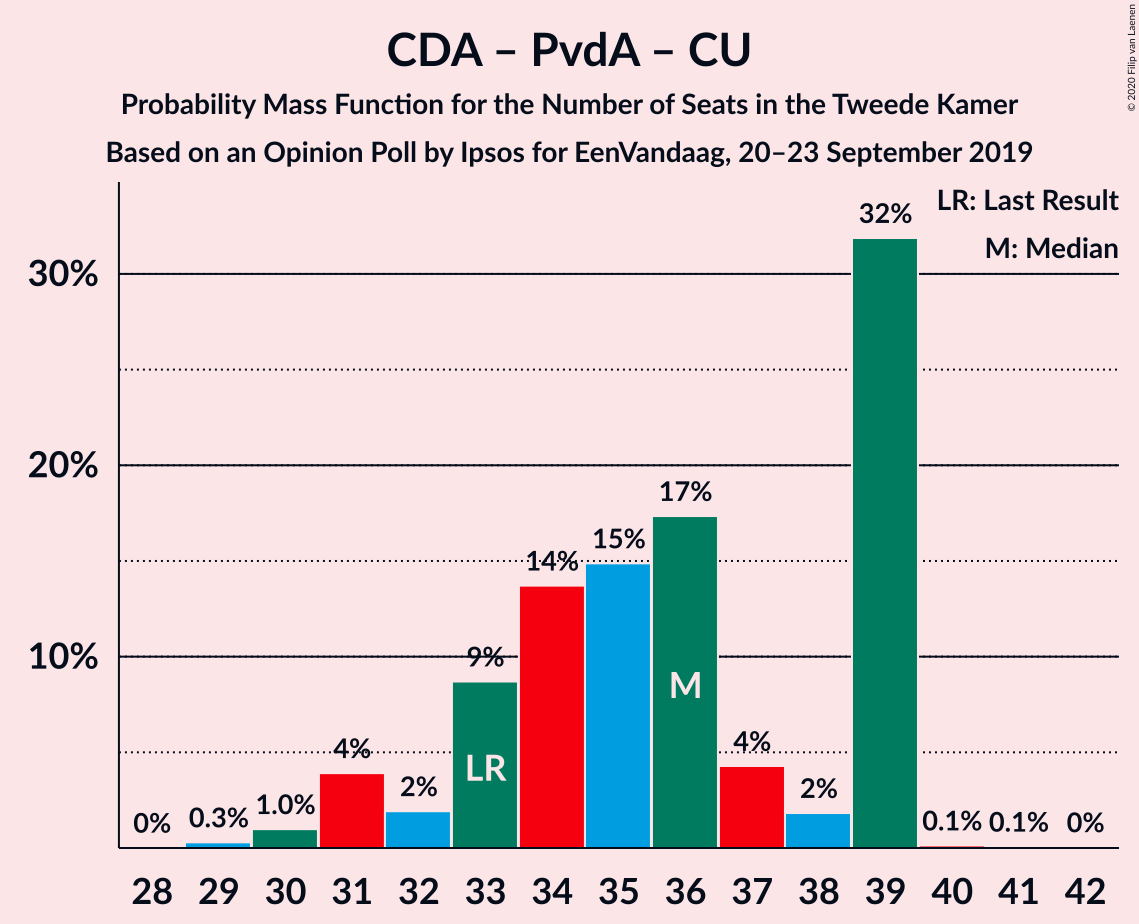 CDA – PvdA – CU
Probability Mass Function for the Number of Seats in the Tweede Kamer
Based on an Opinion Poll by Ipsos for EenVandaag, 20–23 September 2019
© 2020 Filip van Laenen
LR: Last Result
M: Median
30%
20%
10%
0%
0.3%
1.0%
4%
2%
9%
14%
15%
17%
4%
2%
32%
0.1%
0.1%
0%
LR
M
28 29 30 31 32 33 34 35 36 37 38 39 40 41 42